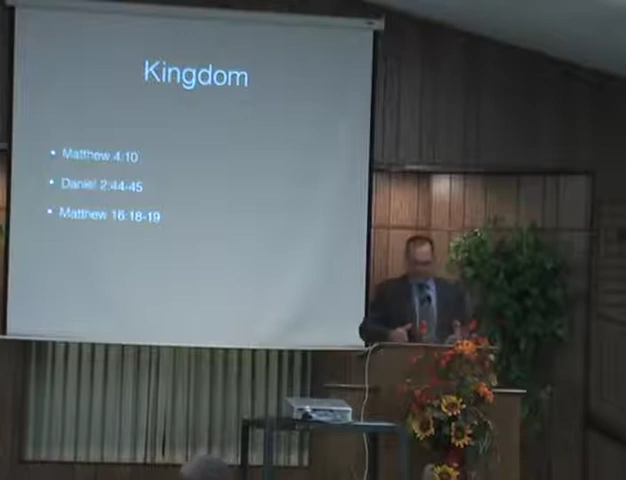 Kingdom
• Matthew 4:10
• Daniel 2:44-45
• Matthew 16:18-19